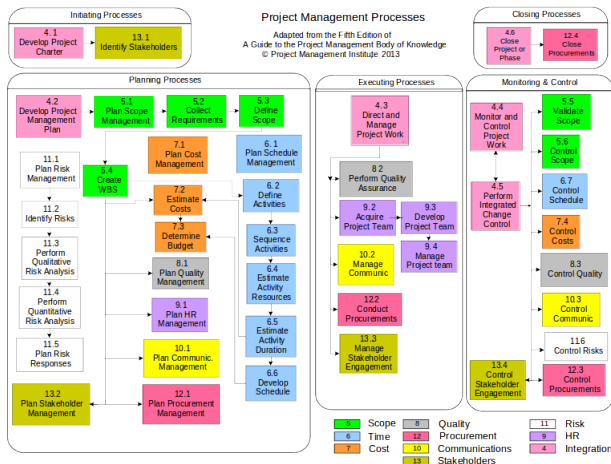 Initiating Processes
4. 1
Develop Project
Charter
13. 1
Identify Stakeholders
Project Management Processes
Adapted from the Fifth Edition of
A Guide to the Project Management Body of Knowledge
© Project Management Institute 2013
Closing Processes
4.6
Close
Project or
Phase
12.4
Close
Procurements
Planning Processes
4.2
Develop Project
Management
Plan
5.1
Plan Scope
Management
5.2
Collect
Requirements
5.3
Define
Scope
7.1
Plan Cost
Management
6. 1
Plan Schedule
Management
11.1
Plan Risk
Management
5.4
Create
WBS
7.2
Estimate
Costs
6. 2
Define
Activities
11.2
Identify Risks
7.3
Determine
Budget
6.3
Sequence
Activities
11.3
Perform
Qualitative
Risk Analysis
8.1
Plan Quality
Management
6.4
Estimate
Activity
Resources
11.4
Perform
Quantitative
Risk Analysis
9.1
Plan HR
Management
6.5
Estimate
Activity
Duration
11.5
Plan Risk
Responses
10.1
Plan Communic.
Management
6.6
Develop
Schedule
13.2
Plan Stakeholder
Management
12.1
Plan Procurement
Management
Executing Processes
4.3
Direct and
Manage
Project Work
8 2
Perform Quality
Assurance
9.2
Acquire
Project Team
9.3
Develop
Project Team
9. 4
Manage
Project team
10.2
Manage
Communic
12.2
Conduct
Procurements
13.3
Manage
Stakeholder
Engagement
Monitoring & Control
4.4
Monitor and
Control
Project Work
5.5
Validate
Scope
5.6
Control
Scope
4.5
Perform
Integrated
Change
Control
6.7
Control
Schedule
7.4
Control
Costs
8.3
Control Quality
10.3
Control
Communic
11.6
Control Risks
13.4
Control
Stakeholder
Engagement
12.3
Control
Procurements
5 Scope
6 Time
7 Cost
8 Quality
12 Procurement
10 Communications
13 Stakeholders
11 Risk
9 HR
4 Integration